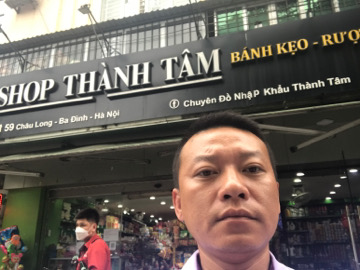 SHOP THÀNH TÂM
BÁNH KẸO - RƯỢ
59 Châu Long - Ba Đình - Hà Nội
Chuyên Đồ Nhập Khẩu Thành Tâm